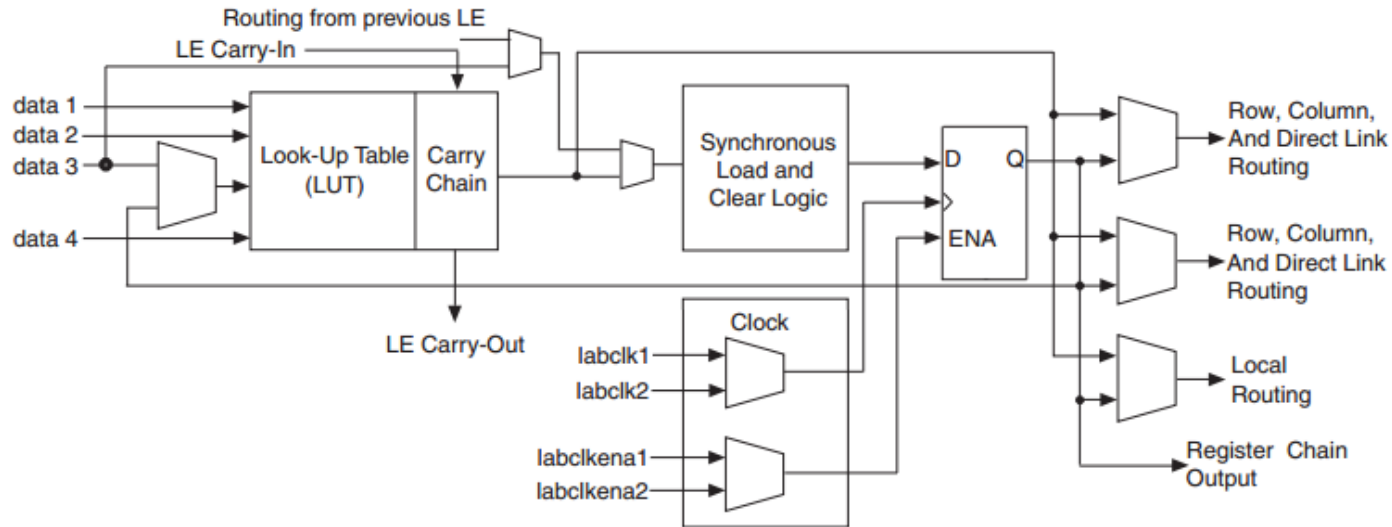 Routing from previous LE
LE Carry-In
data 1
data 2
data 3
data 4
Look-Up Table
(LUT)
Carry
Chain
LE Carry-Out
Synchronous
Load and
Clear Logic
D
Q
ENA
Clock
labclk1
labclk2
labclkena1
labclkena2
Row, Column,
And Direct Link
Routing
Row, Column,
And Direct Link
Routing
Local
Routing
Register Chain
Output